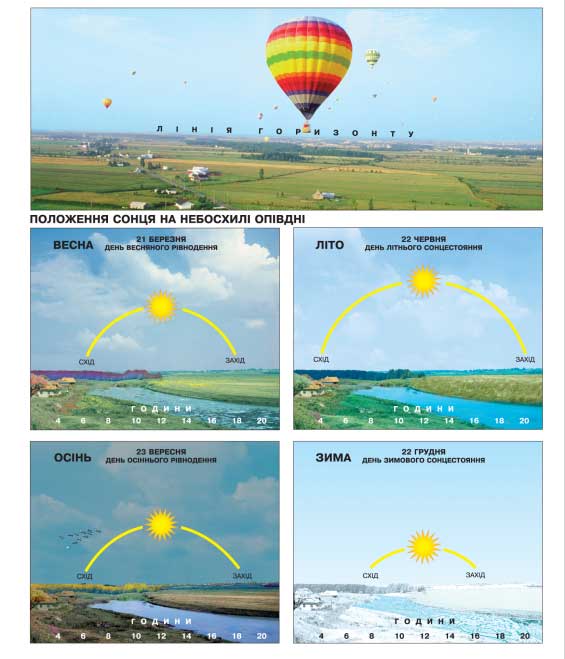 ЛІНІЯ ГОРИЗОНТУ
ПОЛОЖЕННЯ СОНЦЯ НА НЕБОСХИЛІ ОПІВДНІ
ВЕСНА
21 БЕРЕЗНЯ
ДЕНЬ ВЕСНЯНОГО РІВНОДЕННЯ
СХІД
ЗАХІД
ГОДИНИ
4 6 8 10 12 14 16 18 20
ЛІТО
22 ЧЕРВНЯ
ДЕНЬ ЛІТНЬОГО СОНЦЕСТОЯННЯ
СХІД
ЗАХІД
ГОДИНИ
4 6 8 10 12 14 16 18 20
ОСІНЬ
23 ВЕРЕСНЯ
ДЕНЬ ОСІННЬОГО РІВНОДЕННЯ
СХІД
ЗАХІД
ГОДИНИ
4 6 8 10 12 14 16 18 20
ЗИМА
22 ГРУДНЯ
ДЕНЬ ЗИМОВОГО СОНЦЕСТОЯННЯ
СХІД
ЗАХІД
ГОДИНИ
4 6 8 10 12 14 16 18 20